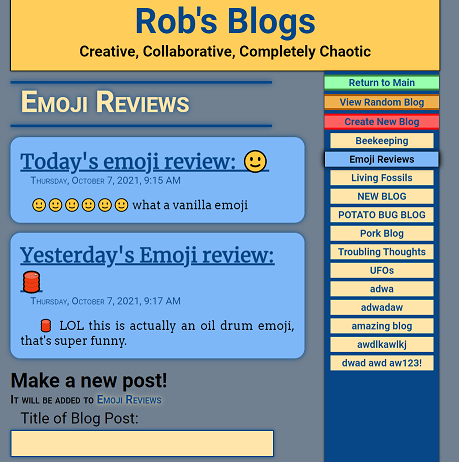 Rob's Blogs
Creative, Collaborative, Completely Chaotic
Emoji Reviews
Today's emoji review: 🙂
Thursday, October 7, 2021, 9:15 AM
🙂🙂🙂🙂🙂🙂 what a vanilla emoji
Yesterday's Emoji review:
🛢️
Thursday, October 7, 2021, 9:17 AM
🛢️ LOL this is actually an oil drum emoji,
that's super funny.
Make a new post!
It will be added to Emoji Reviews
Title of Blog Post:
Return to Main
View Random Blog
Create New Blog
Beekeeping
Emoji Reviews
Living Fossils
NEW BLOG
POTATO BUG BLOG
Pork Blog
Troubling Thoughts
UFOs
adwa
adwadaw
amazing blog
awdlkawlkj
dwad awd aw123!